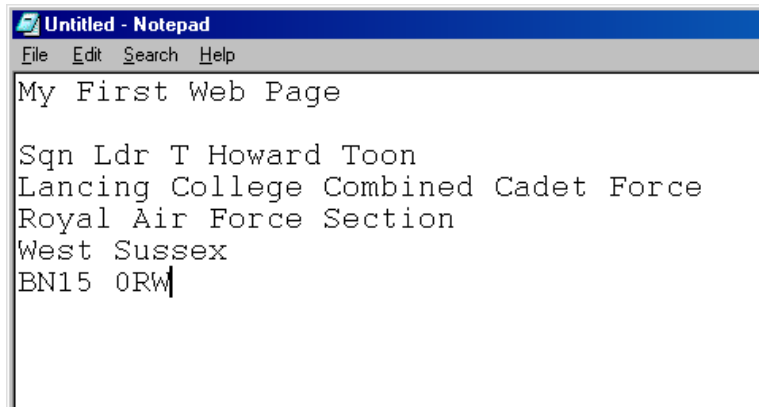 Untitled - Notepad
File Edit Search Help
My First Web Page
Sqn Ldr T Howard Toon
Lancing College Combined Cadet Force
Royal Air Force Section
West Sussex
BN15 0RW